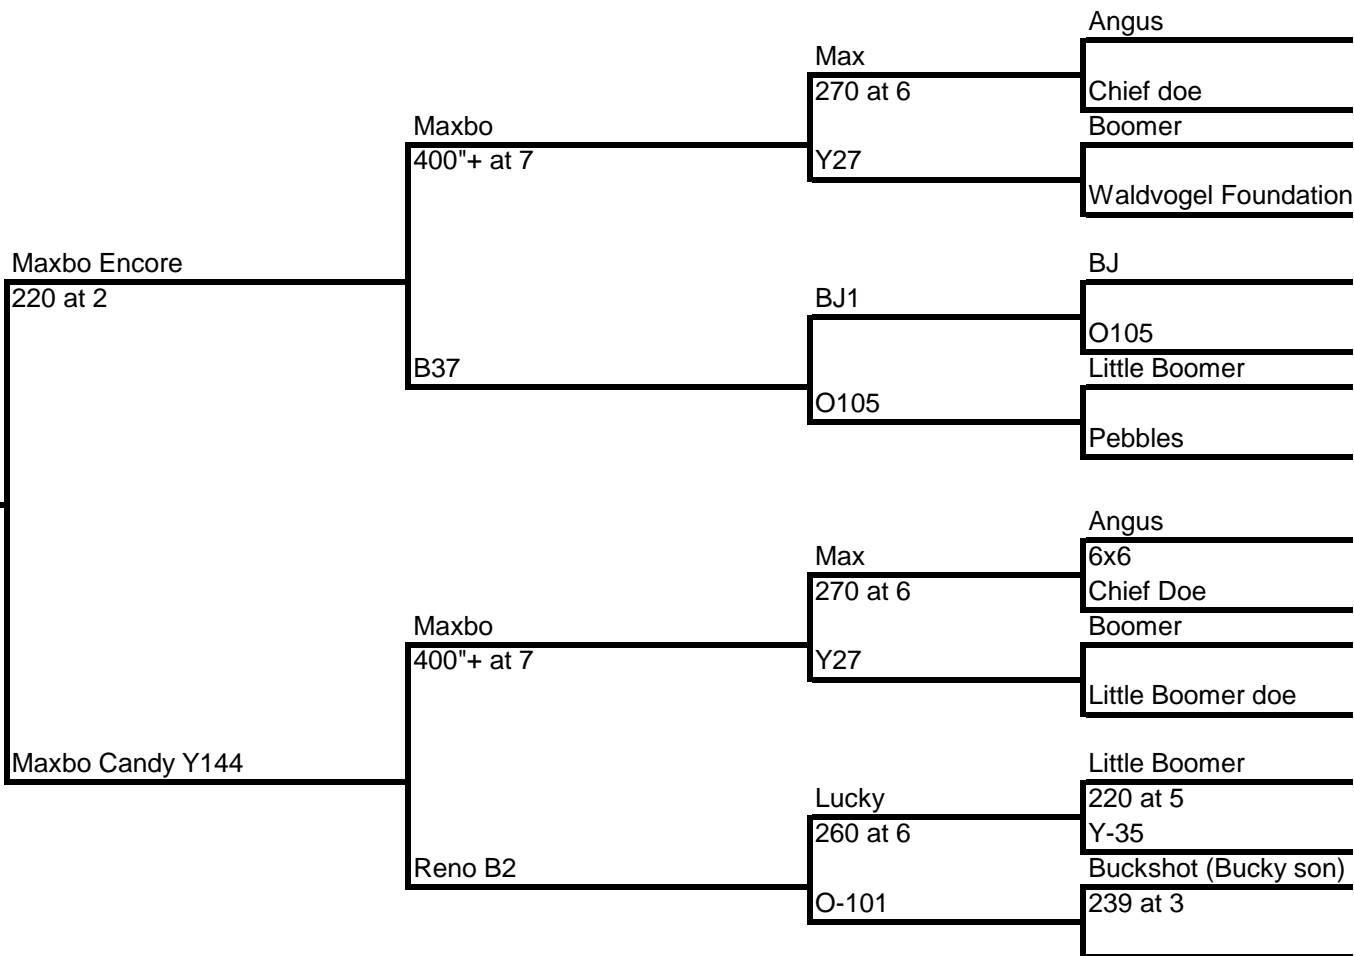 Angus
Max
270 at 6
Chief doe
Maxbo
Boomer
400"+ at 7
Y27
Waldvogel Foundation
Maxbo Encore
BJ
220 at 2
BJ1
O105
B37
Little Boomer
O105
Pebbles
Angus
Max
6x6
270 at 6
Chief Doe
Maxbo
Boomer
400"+ at 7
Y27
Little Boomer doe
Maxbo Candy Y144
Little Boomer
Lucky
220 at 5
260 at 6
Y-35
Reno B2
Buckshot (Bucky son)
O-101
239 at 3